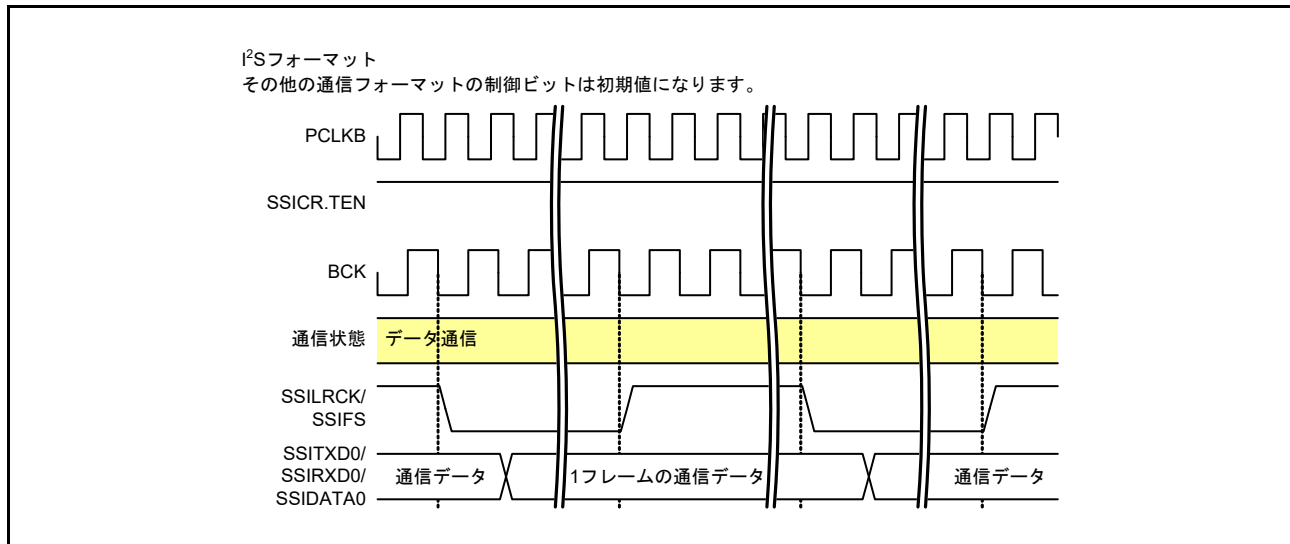 I²Sフォーマット
その他の通信フォーマットの制御ビットは初期値になります。
PCLKB
SSICR.TEN
BCK
通信状態 データ通信
SSILRCK/
SSIFS
SSITXD0/
SSIRXD0/
SSIDATA0
通信データ 1フレームの通信データ 通信データ